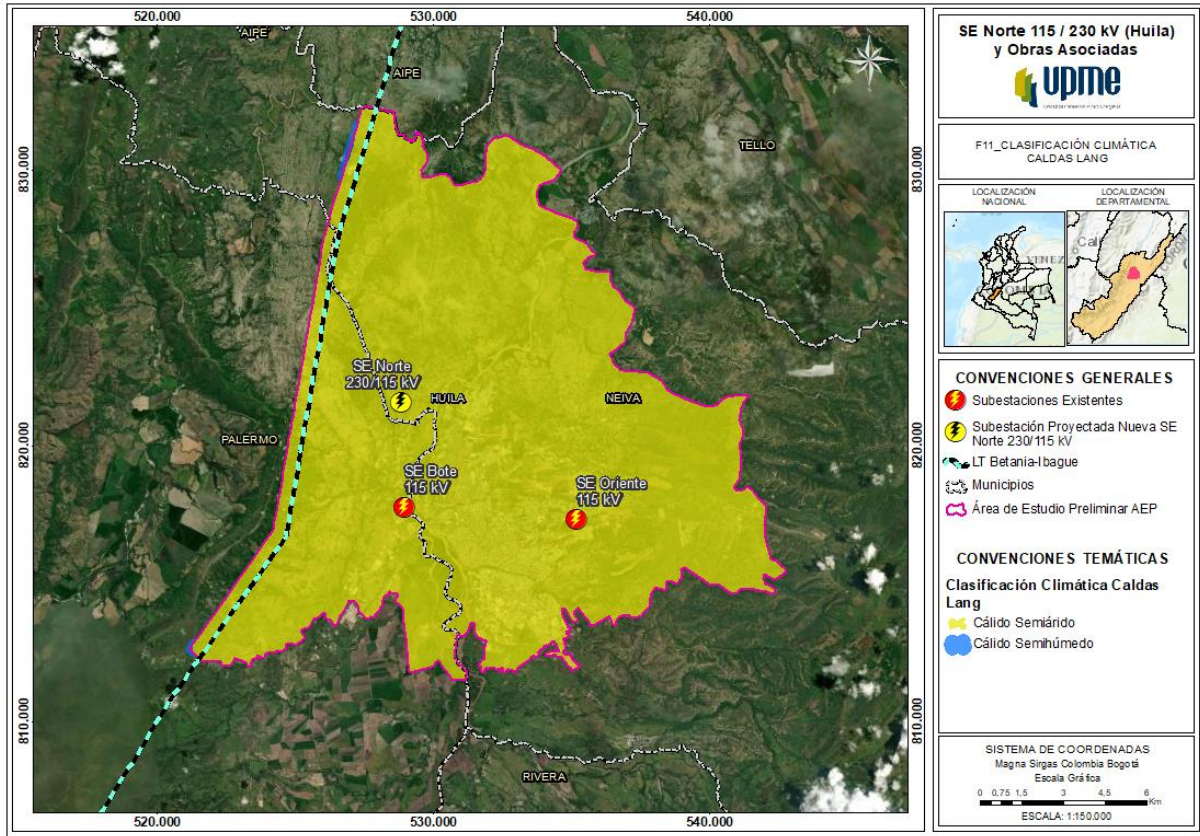 520.000
530.000
540.000
AIPE
AIPE
TELLO
830.000
830.000
SE Norte
230/115 kV
HUILA
NEIVA
PALERMO
820.000
820.000
SE Bote
115 kV
SE Oriente
115 kV
810.000
810.000
RIVERA
520.000
530.000
540.000
SE Norte 115 / 230 kV (Huila)
y Obras Asociadas
upme
F11_CLASIFICACIÓN CLIMÁTICA
CALDAS LANG
LOCALIZACIÓN
NACIONAL
LOCALIZACIÓN
DEPARTAMENTAL
VENEZ
Cali
CONVENCIONES GENERALES
Subestaciones Existentes
Subestación Proyectada Nueva SE
Norte 230/115 kV
LT Betania-Ibague
Municipios
Área de Estudio Preliminar AEP
CONVENCIONES TEMÁTICAS
Clasificación Climática Caldas
Lang
Cálido Semiárido
Cálido Semihúmedo
SISTEMA DE COORDENADAS
Magna Sirgas Colombia Bogotá
Escala Gráfica
0 0,75 1,5 3 4,5 6
Km
ESCALA: 1:150.000